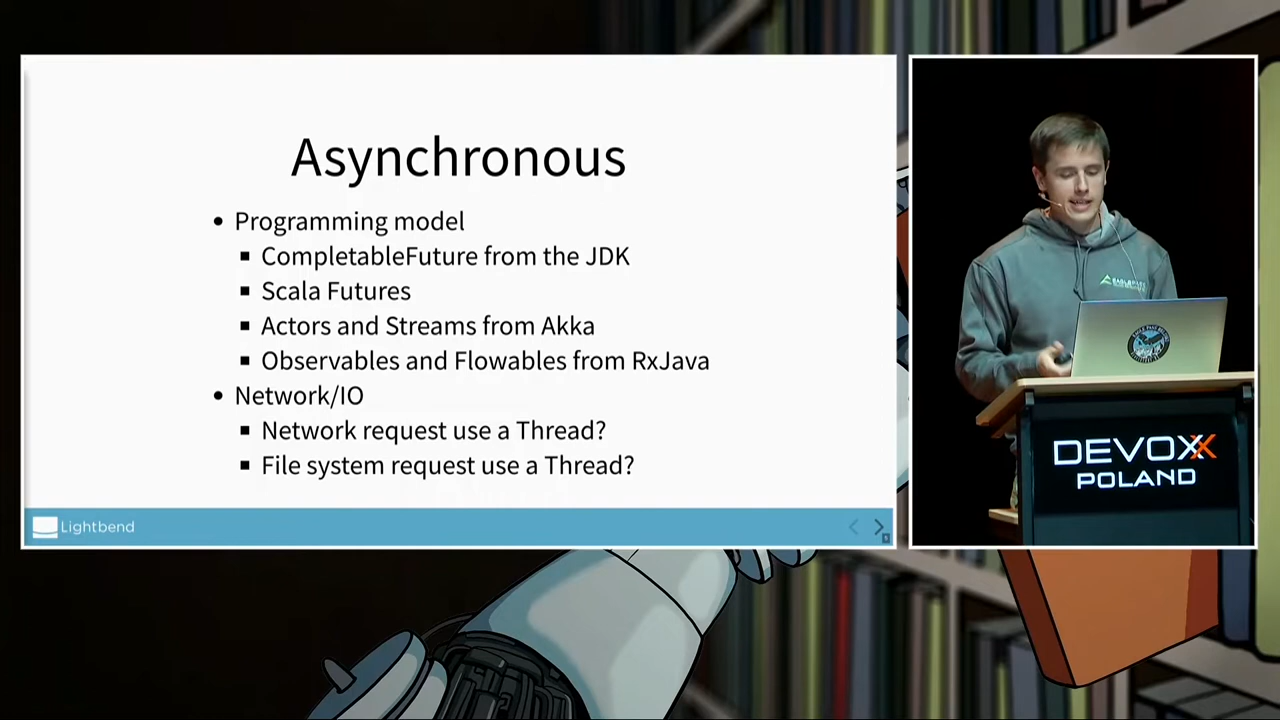 Asynchronous
• Programming model
▪ CompletableFuture from the JDK
▪ Scala Futures
▪ Actors and Streams from Akka
▪ Observables and Flowables from RxJava
• Network/IO
▪ Network request use a Thread?
▪ File system request use a Thread?
Lightbend
DEVOXX
POLAND